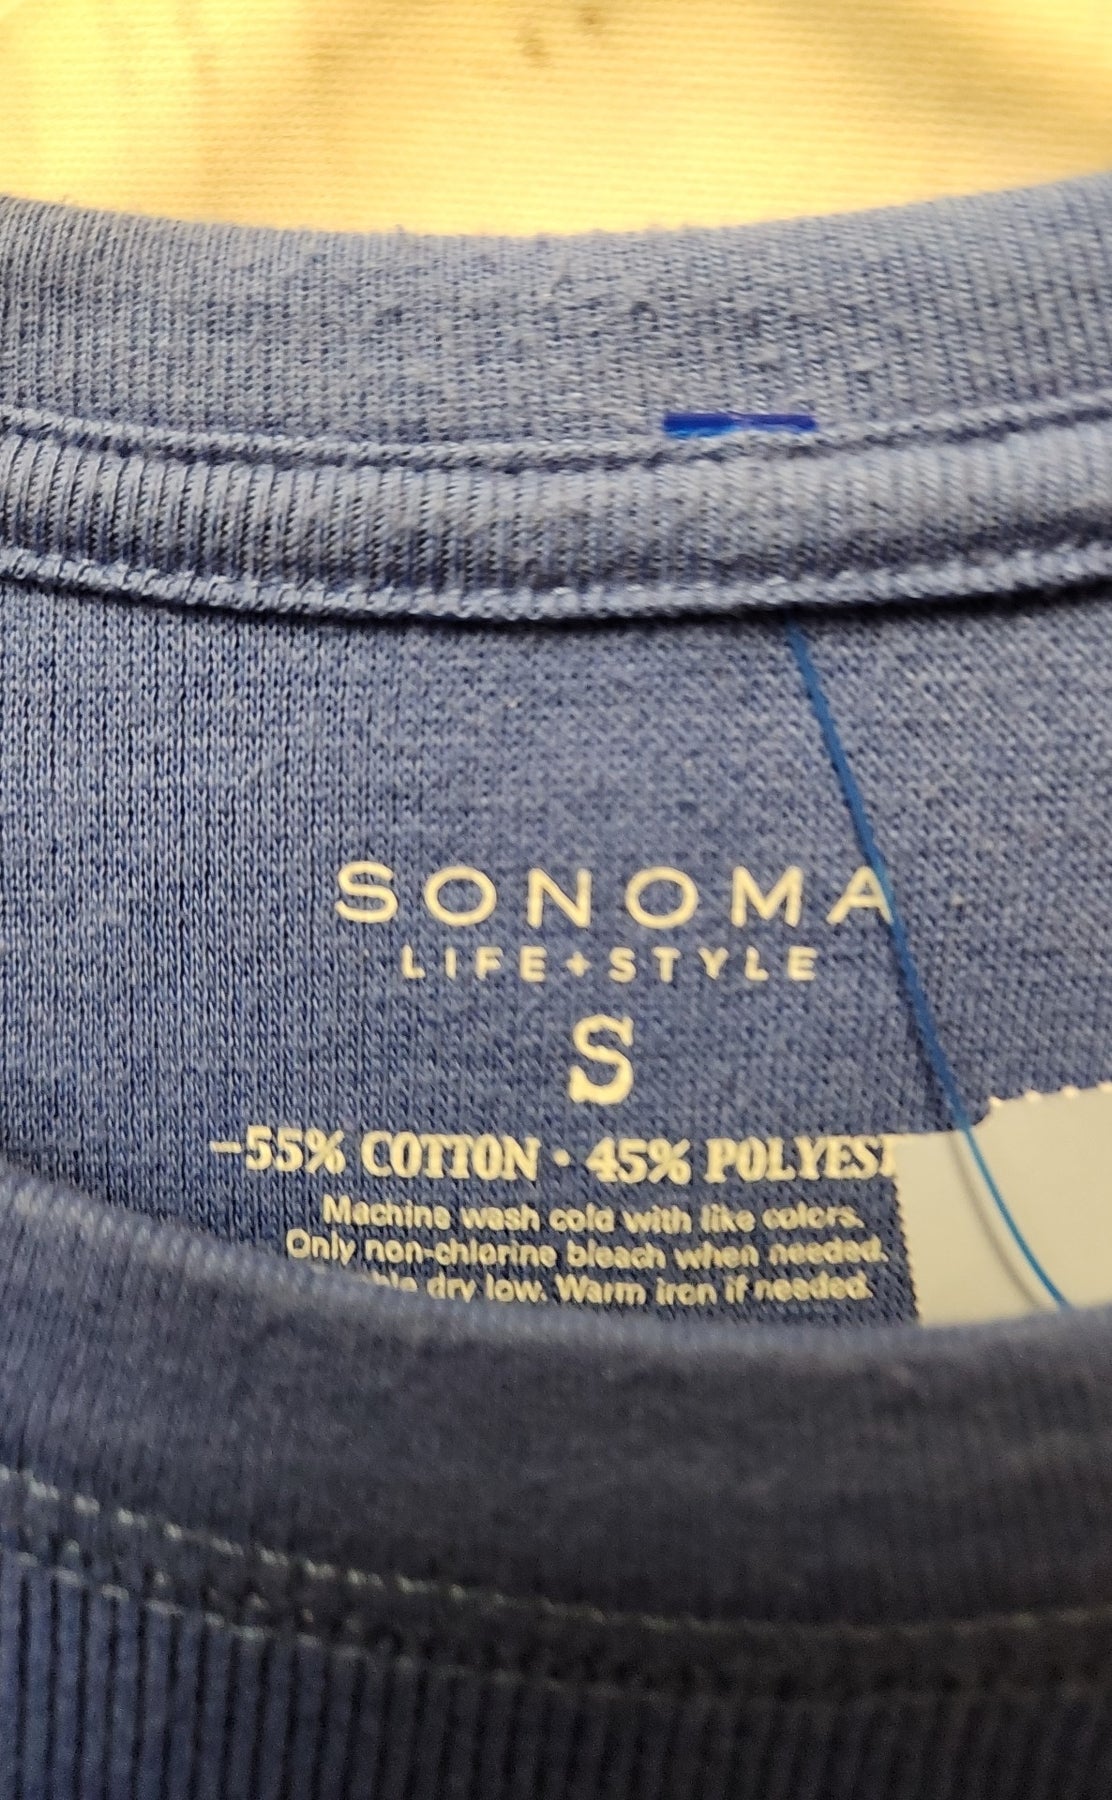 SONOMA
LIFE+STYLE
S
55% COTTON · 45% POLYEST
Machine wash cold with like colors.
Only non-chlorine bleach when needed.
dry low. Warm iron if needed.